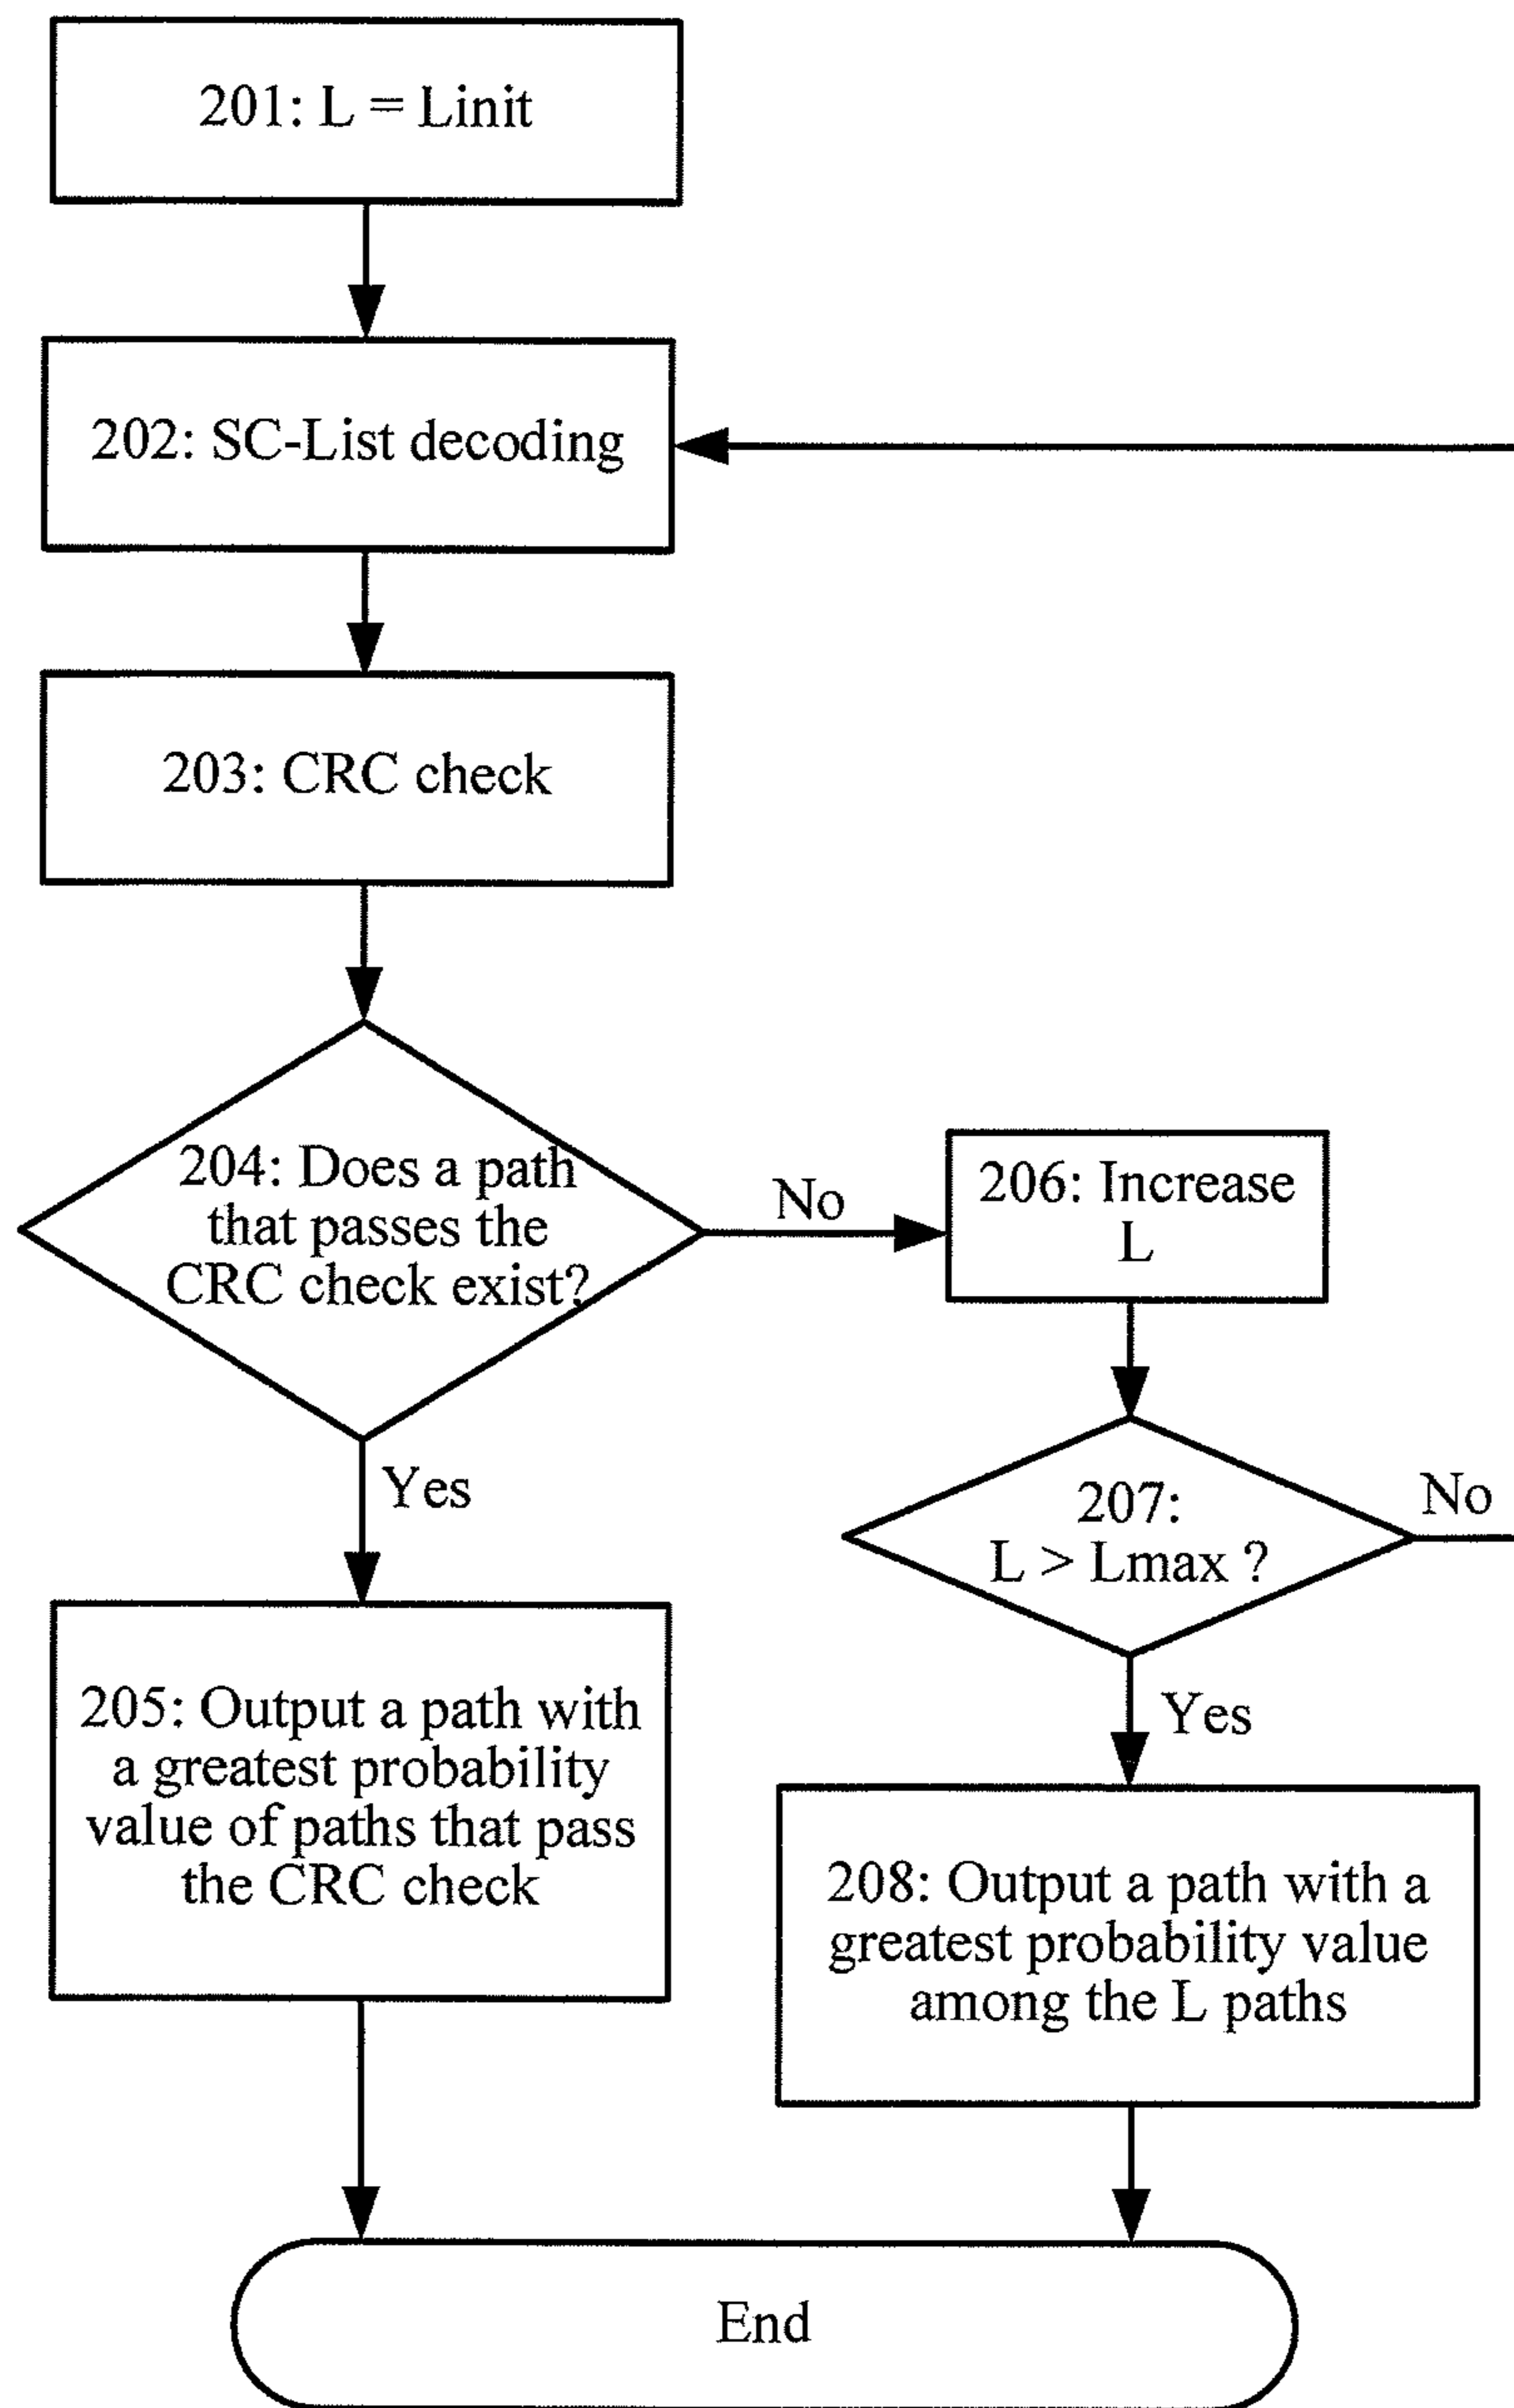 201: L = Linit
202: SC-List decoding
203: CRC check
204: Does a path
that passes the
CRC check exist?
No
206: Increase
L
Yes
207:
L > Lmax ?
No
205: Output a path with
a greatest probability
value of paths that pass
the CRC check
Yes
208: Output a path with a
greatest probability value
among the L paths
End